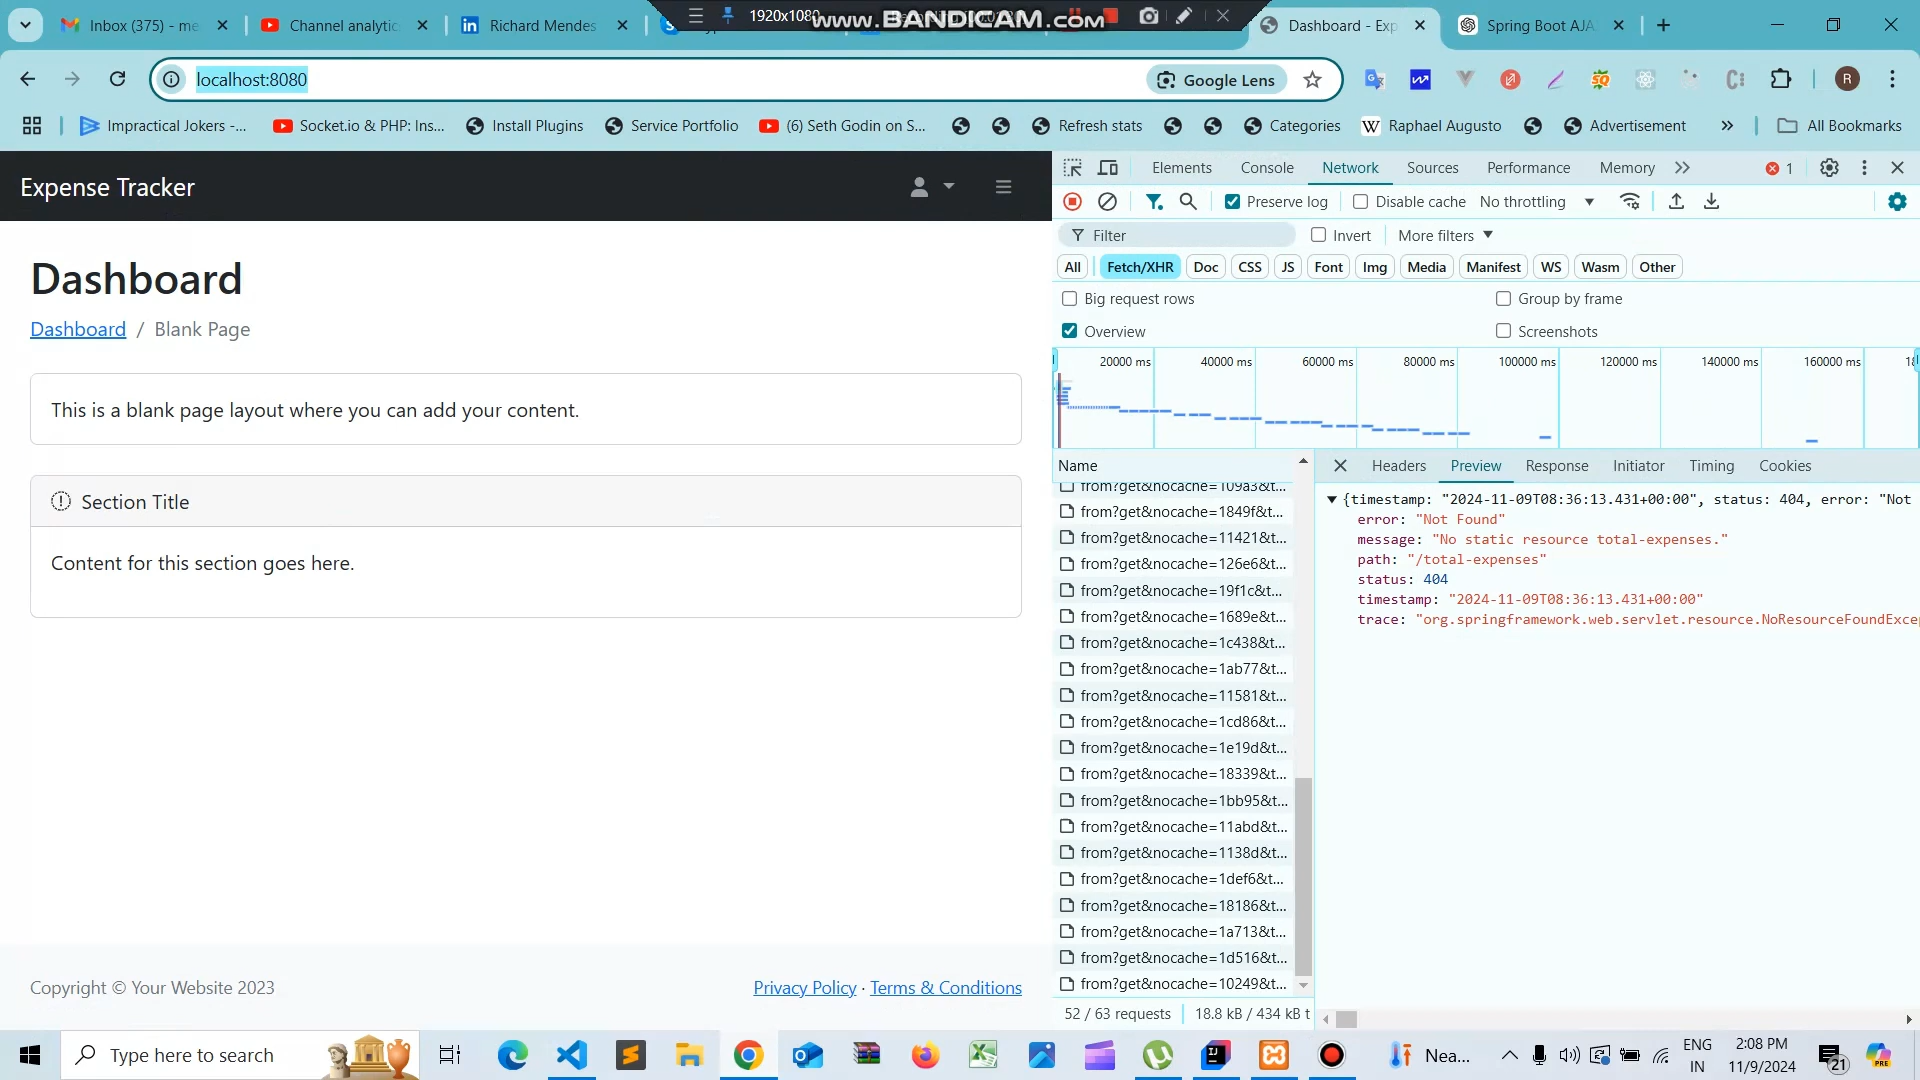 Inbox (375) - me
Channel analytic
Richard Mendes
1920x1080
www.BANDICAM.com
Dashboard - Exp
Spring Boot AJA
localhost:8080
Google Lens
R
Impractical Jokers -...
Socket.io & PHP: Ins...
Install Plugins
Service Portfolio
(6) Seth Godin on S...
Refresh stats
Categories
Raphael Augusto
Advertisement
All Bookmarks
Expense Tracker
Dashboard
Dashboard / Blank Page
This is a blank page layout where you can add your content.
Section Title
Content for this section goes here.
Copyright © Your Website 2023
Privacy Policy · Terms & Conditions
Elements Console Network Sources Performance Memory 1
Preserve log Disable cache No throttling
Filter Invert More filters
All Fetch/XHR Doc CSS JS Font Img Media Manifest WS Wasm Other
Big request rows Group by frame
Overview Screenshots
20000 ms 40000 ms 60000 ms 80000 ms 100000 ms 120000 ms 140000 ms 160000 ms
Name
from?get&nocache=109a3&t...
from?get&nocache=1849f&t...
from?get&nocache=11421&t...
from?get&nocache=126e6&t...
from?get&nocache=19f1c&t...
from?get&nocache=1689e&t...
from?get&nocache=1c438&t...
from?get&nocache=1ab77&t...
from?get&nocache=11581&t...
from?get&nocache=1cd86&t...
from?get&nocache=1e19d&t...
from?get&nocache=18339&t...
from?get&nocache=1bb95&t...
from?get&nocache=11abd&t...
from?get&nocache=1138d&t...
from?get&nocache=1def6&t...
from?get&nocache=18186&t...
from?get&nocache=1a713&t...
from?get&nocache=1d516&t...
from?get&nocache=10249&t...
52 / 63 requests 18.8 kB / 434 kB t
Headers Preview Response Initiator Timing Cookies
{timestamp: "2024-11-09T08:36:13.431+00:00", status: 404, error: "Not
error: "Not Found"
message: "No static resource total-expenses."
path: "/total-expenses"
status: 404
timestamp: "2024-11-09T08:36:13.431+00:00"
trace: "org.springframework.web.servlet.resource.NoResourceFoundExce
Type here to search
Nea...
ENG
IN
2:08 PM
11/9/2024
21